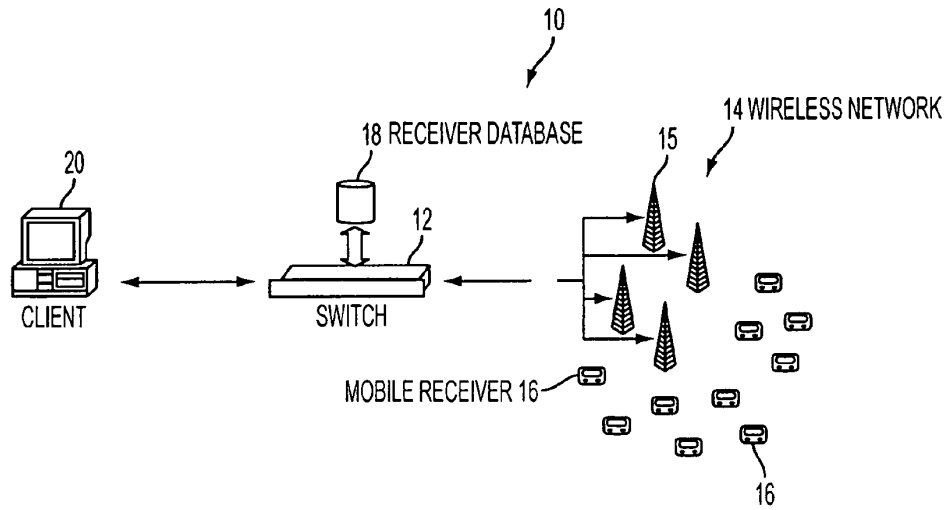 10
14 WIRELESS NETWORK
15
18 RECEIVER DATABASE
20
12
CLIENT
SWITCH
MOBILE RECEIVER 16
16